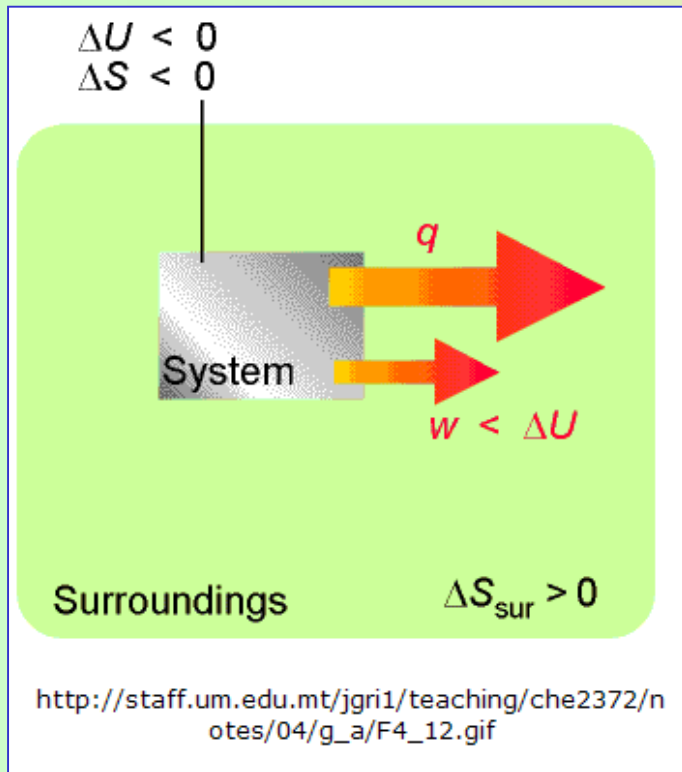 ΔU < 0
ΔS < 0
q
System
w < ΔU
Surroundings
ΔS_sur > 0
http://staff.um.edu.mt/jgri1/teaching/che2372/n
otes/04/g_a/F4_12.gif